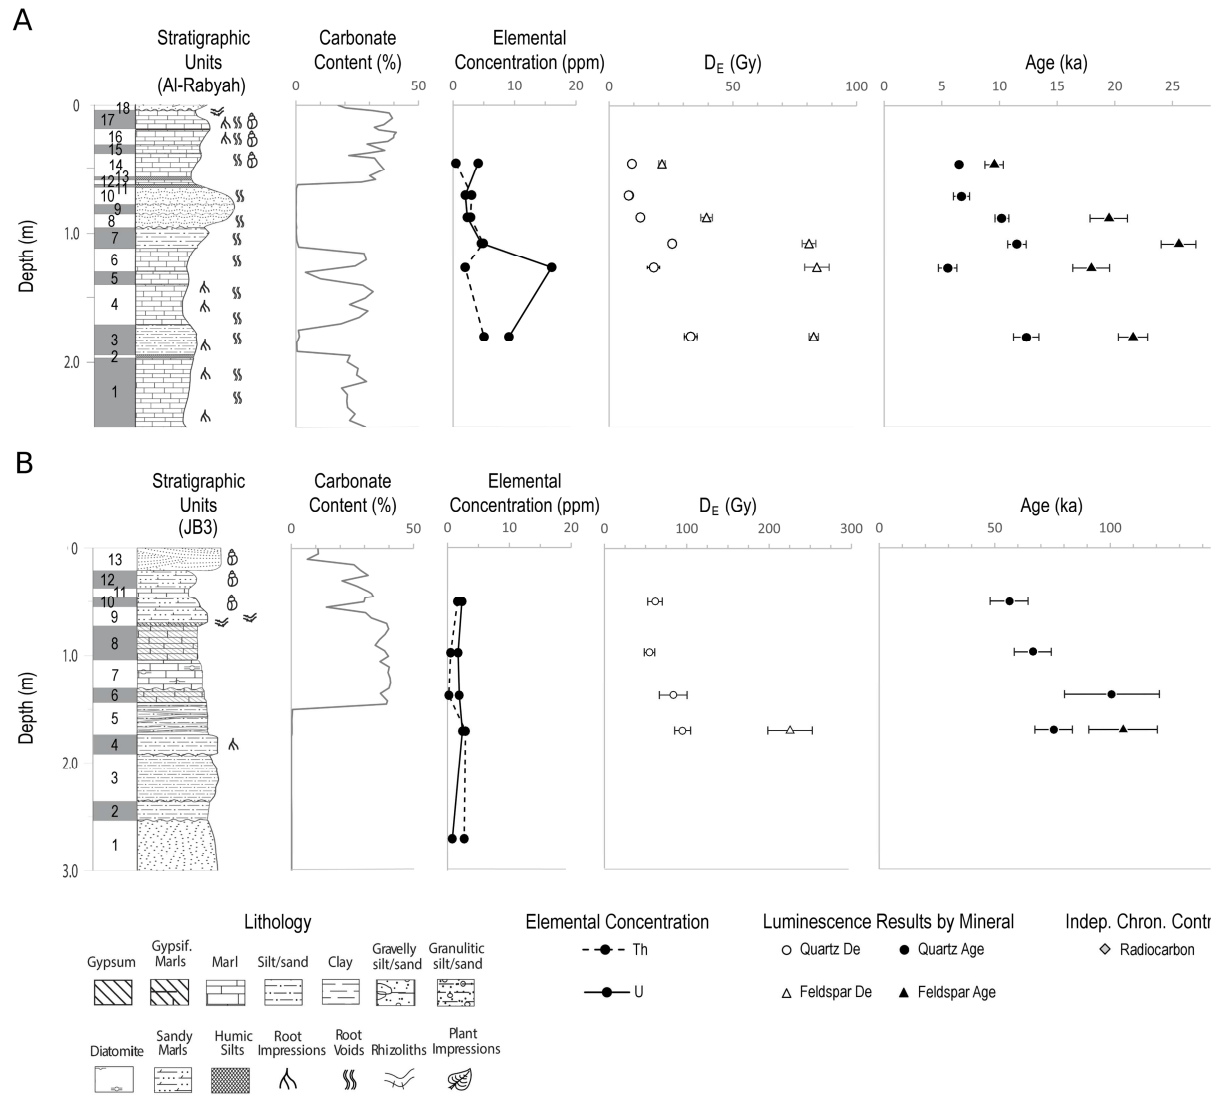 A
Stratigraphic
Units
(Al-Rabyah)
Carbonate
Content (%)
Elemental
Concentration (ppm)
D_E (Gy)
Age (ka)
0 50
0 10 20
0 50 100
0 5 10 15 20 25
Depth (m)
0
1.0
2.0
18
17
16
15
14
13
12
11
10
9
8
7
6
5
4
3
2
1
B
Stratigraphic
Units
(JB3)
Carbonate
Content (%)
Elemental
Concentration (ppm)
D_E (Gy)
Age (ka)
0 50
0 10 20
0 100 200 300
0 50 100
Depth (m)
0
1.0
2.0
3.0
13
12
11
10
9
8
7
6
5
4
3
2
1
Lithology
Gypsum
Gypsif.
Marls
Marl
Silt/sand
Clay
Gravelly
silt/sand
Granulitic
silt/sand
Diatomite
Sandy
Marls
Humic
Silts
Root
Impressions
Root
Voids
Rhizoliths
Plant
Impressions
Elemental Concentration
Th
U
Luminescence Results by Mineral
Quartz De
Quartz Age
Feldspar De
Feldspar Age
Indep. Chron. Contr
Radiocarbon